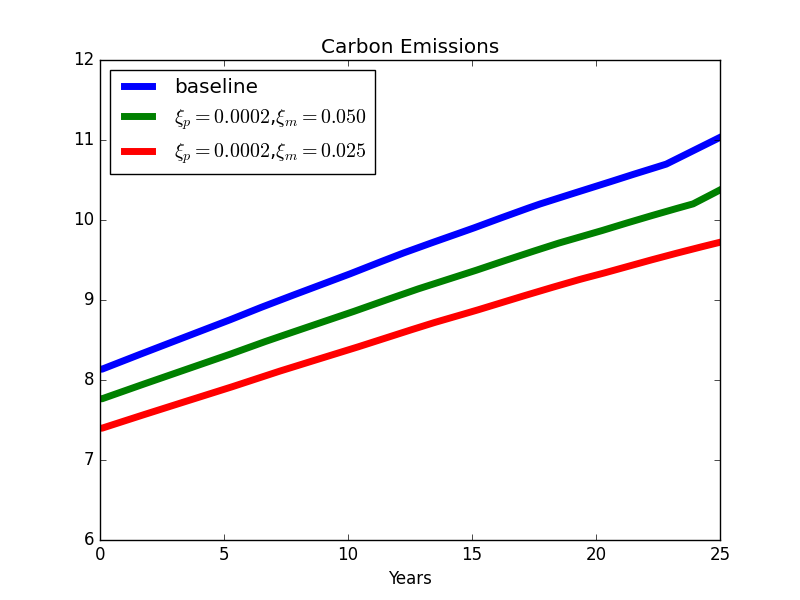 Carbon Emissions
12
11
10
9
8
7
6
baseline
ξ_p = 0.0002,ξ_m = 0.050
ξ_p = 0.0002,ξ_m = 0.025
0 5 10 15 20 25
Years